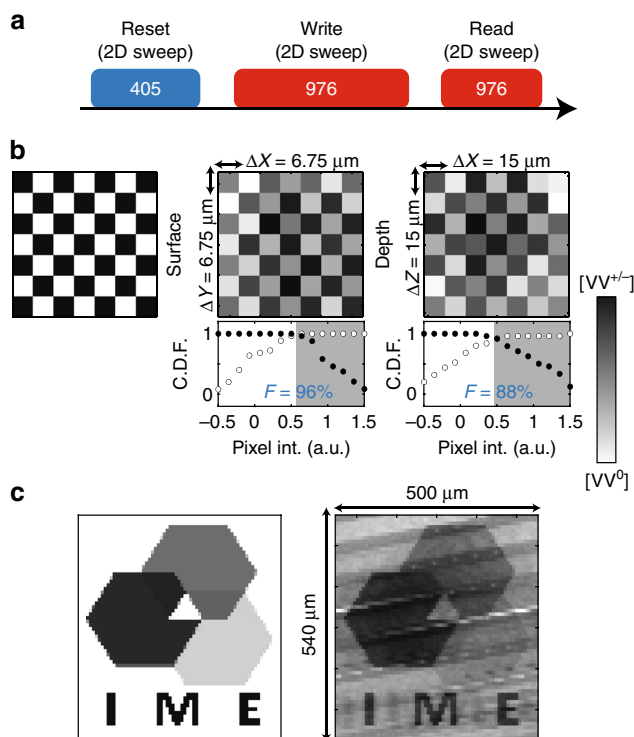 a
Reset
(2D sweep)
Write
(2D sweep)
Read
(2D sweep)
405
976
976
b
ΔX = 6.75 μm
ΔX = 15 μm
Surface
ΔY = 6.75 μm
Depth
ΔZ = 15 μm
[VV+/–]
[VV0]
C.D.F.
1
0
F = 96%
–0.5
0
0.5
1
1.5
Pixel int. (a.u.)
C.D.F.
1
0
F = 88%
–0.5
0
0.5
1
1.5
Pixel int. (a.u.)
c
500 μm
540 μm
I M E
I M E